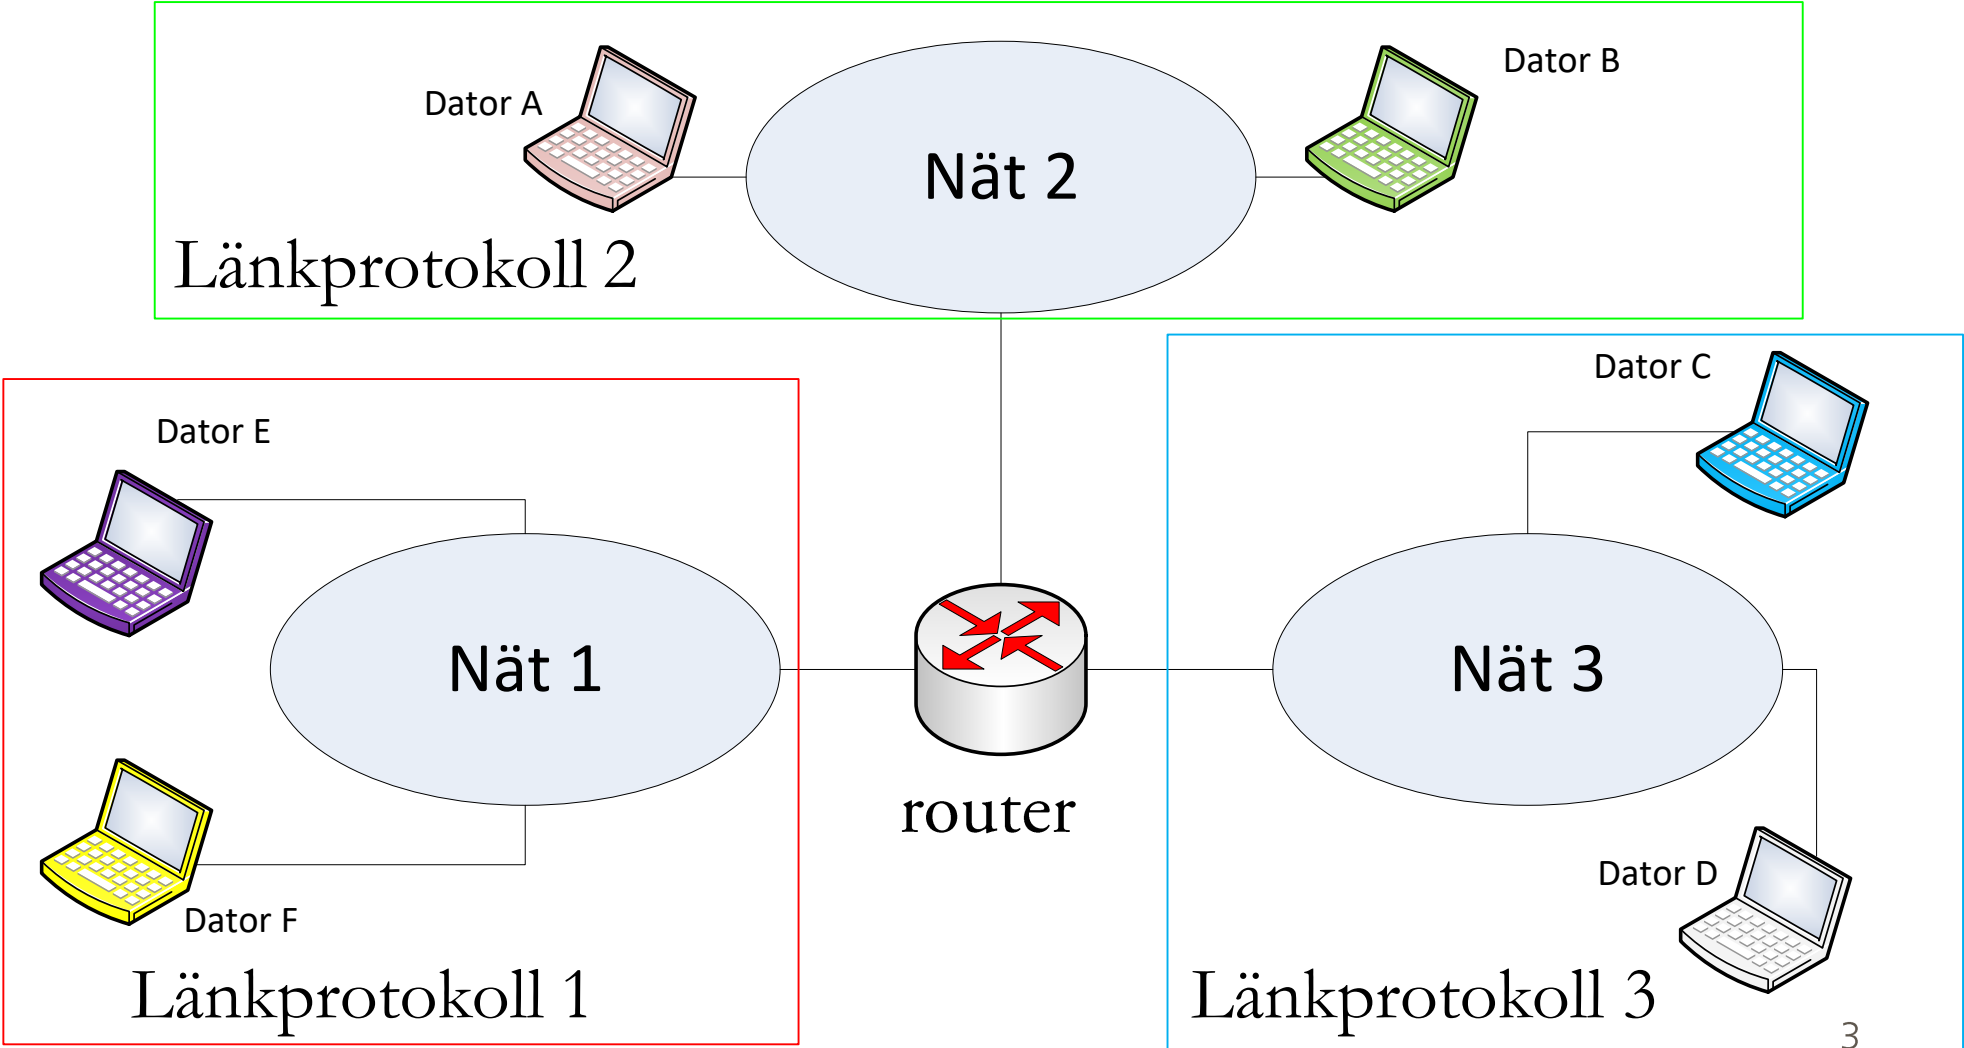 Dator A
Dator B
Nät 2
Länkprotokoll 2
Dator E
Nät 1
Dator F
Länkprotokoll 1
router
Dator C
Nät 3
Dator D
Länkprotokoll 3
3